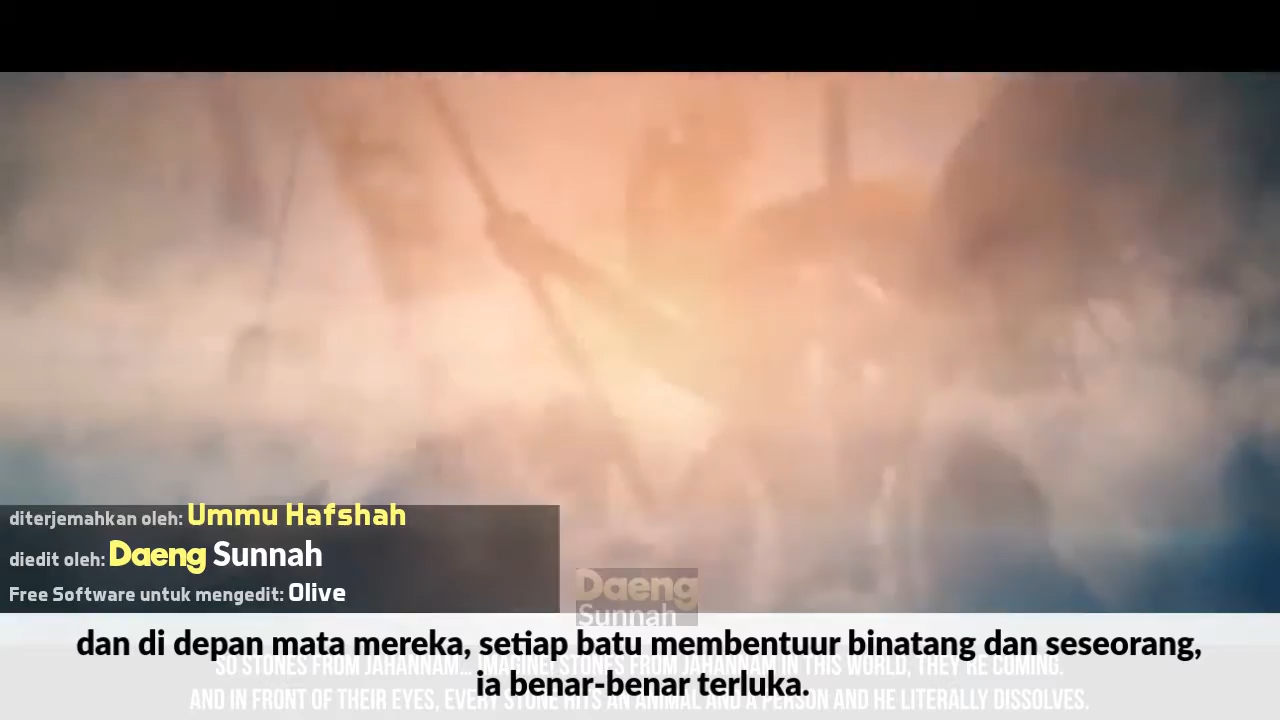 diterjemahkan oleh: Ummu Hafshah
diedit oleh: Daeng Sunnah
Free Software untuk mengedit: Olive
Daeng
Sunnah
dan di depan mata mereka, setiap batu membentuur binatang dan seseorang,
SO STONES FROM JAHANNAM... IMAGINE! STONES FROM JAHANNAM IN THIS WORLD, THEY'RE COMING.
ia benar-benar terluka.
AND IN FRONT OF THEIR EYES, EVERY STONE HITS AN ANIMAL AND A PERSON AND HE LITERALLY DISSOLVES.